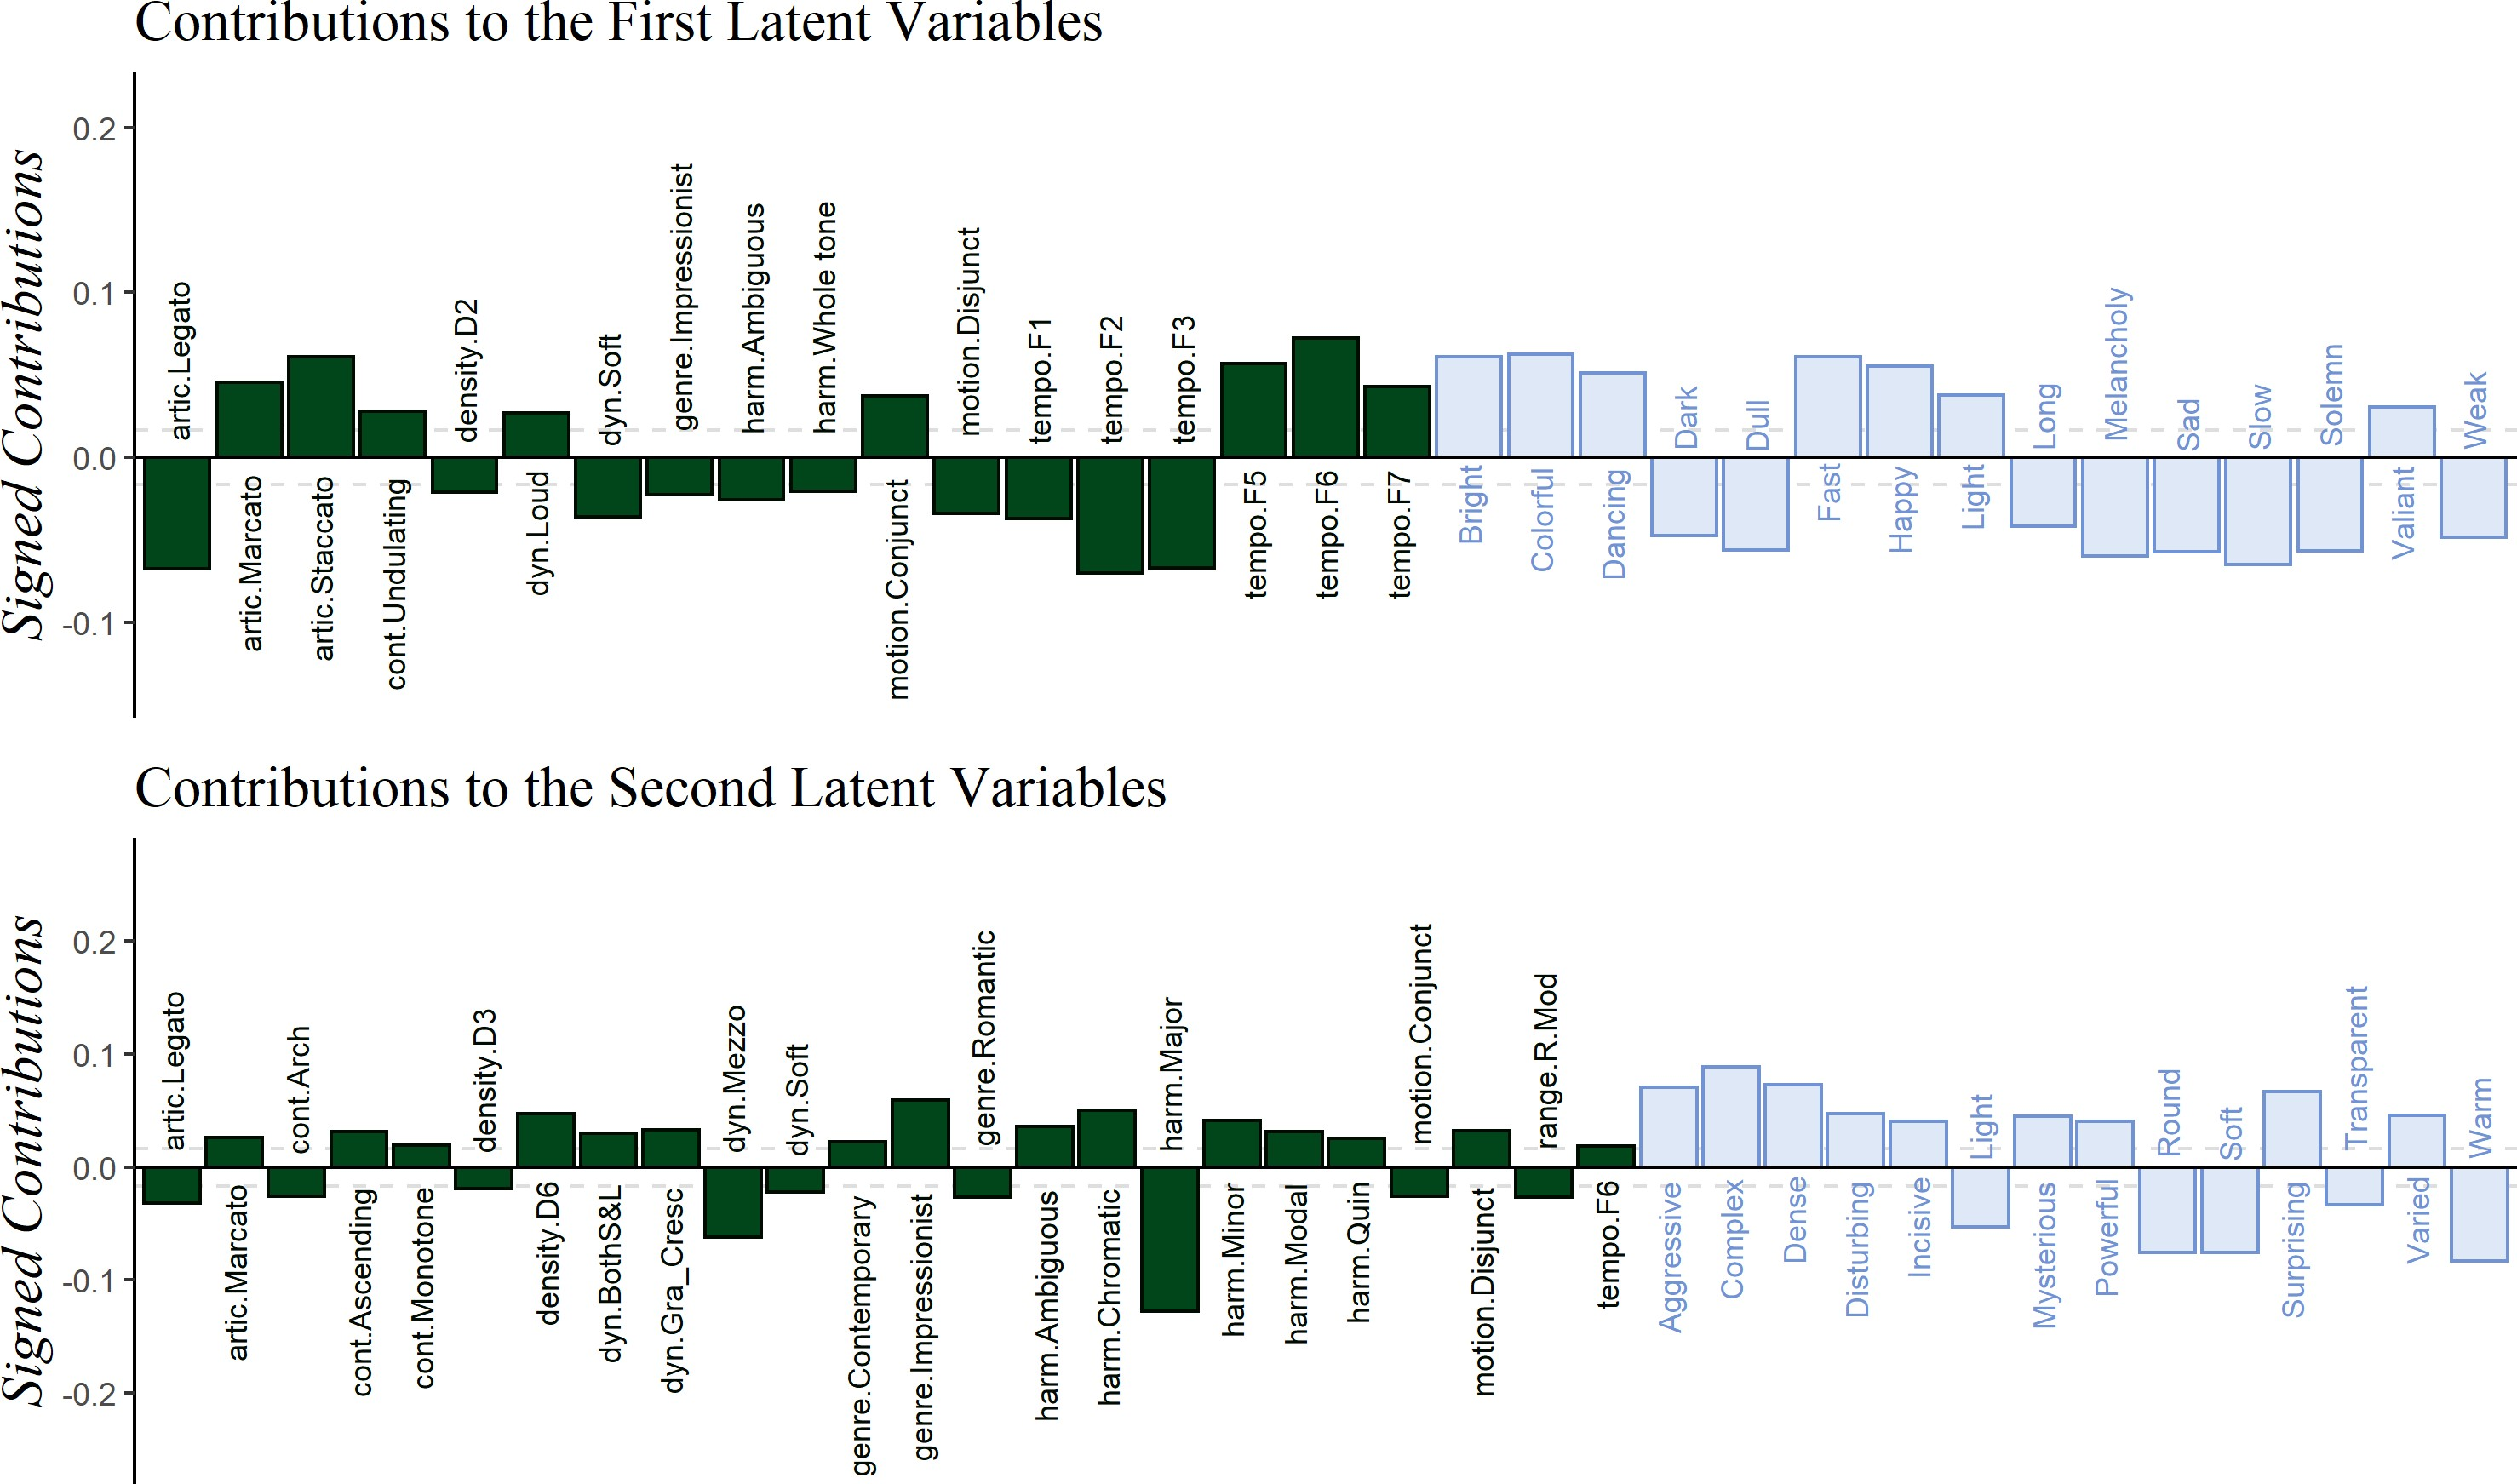 Contributions to the First Latent Variables
Signed Contributions
0.2
0.1
0.0
-0.1
artic.Legato
artic.Marcato
artic.Staccato
cont.Undulating
density.D2
dyn.Loud
dyn.Soft
genre.Impressionist
harm.Ambiguous
harm.Whole tone
motion.Conjunct
motion.Disjunct
tempo.F1
tempo.F2
tempo.F3
tempo.F5
tempo.F6
tempo.F7
Bright
Colorful
Dancing
Dark
Dull
Fast
Happy
Light
Long
Melancholy
Sad
Slow
Solemn
Valiant
Weak
Contributions to the Second Latent Variables
Signed Contributions
0.2
0.1
0.0
-0.1
-0.2
artic.Legato
artic.Marcato
cont.Arch
cont.Ascending
cont.Monotone
density.D3
density.D6
dyn.BothS&L
dyn.Gra_Cresc
dyn.Mezzo
dyn.Soft
genre.Contemporary
genre.Impressionist
genre.Romantic
harm.Ambiguous
harm.Chromatic
harm.Major
harm.Minor
harm.Modal
harm.Quin
motion.Conjunct
motion.Disjunct
range.R.Mod
tempo.F6
Aggressive
Complex
Dense
Disturbing
Incisive
Light
Mysterious
Powerful
Round
Soft
Surprising
Transparent
Varied
Warm